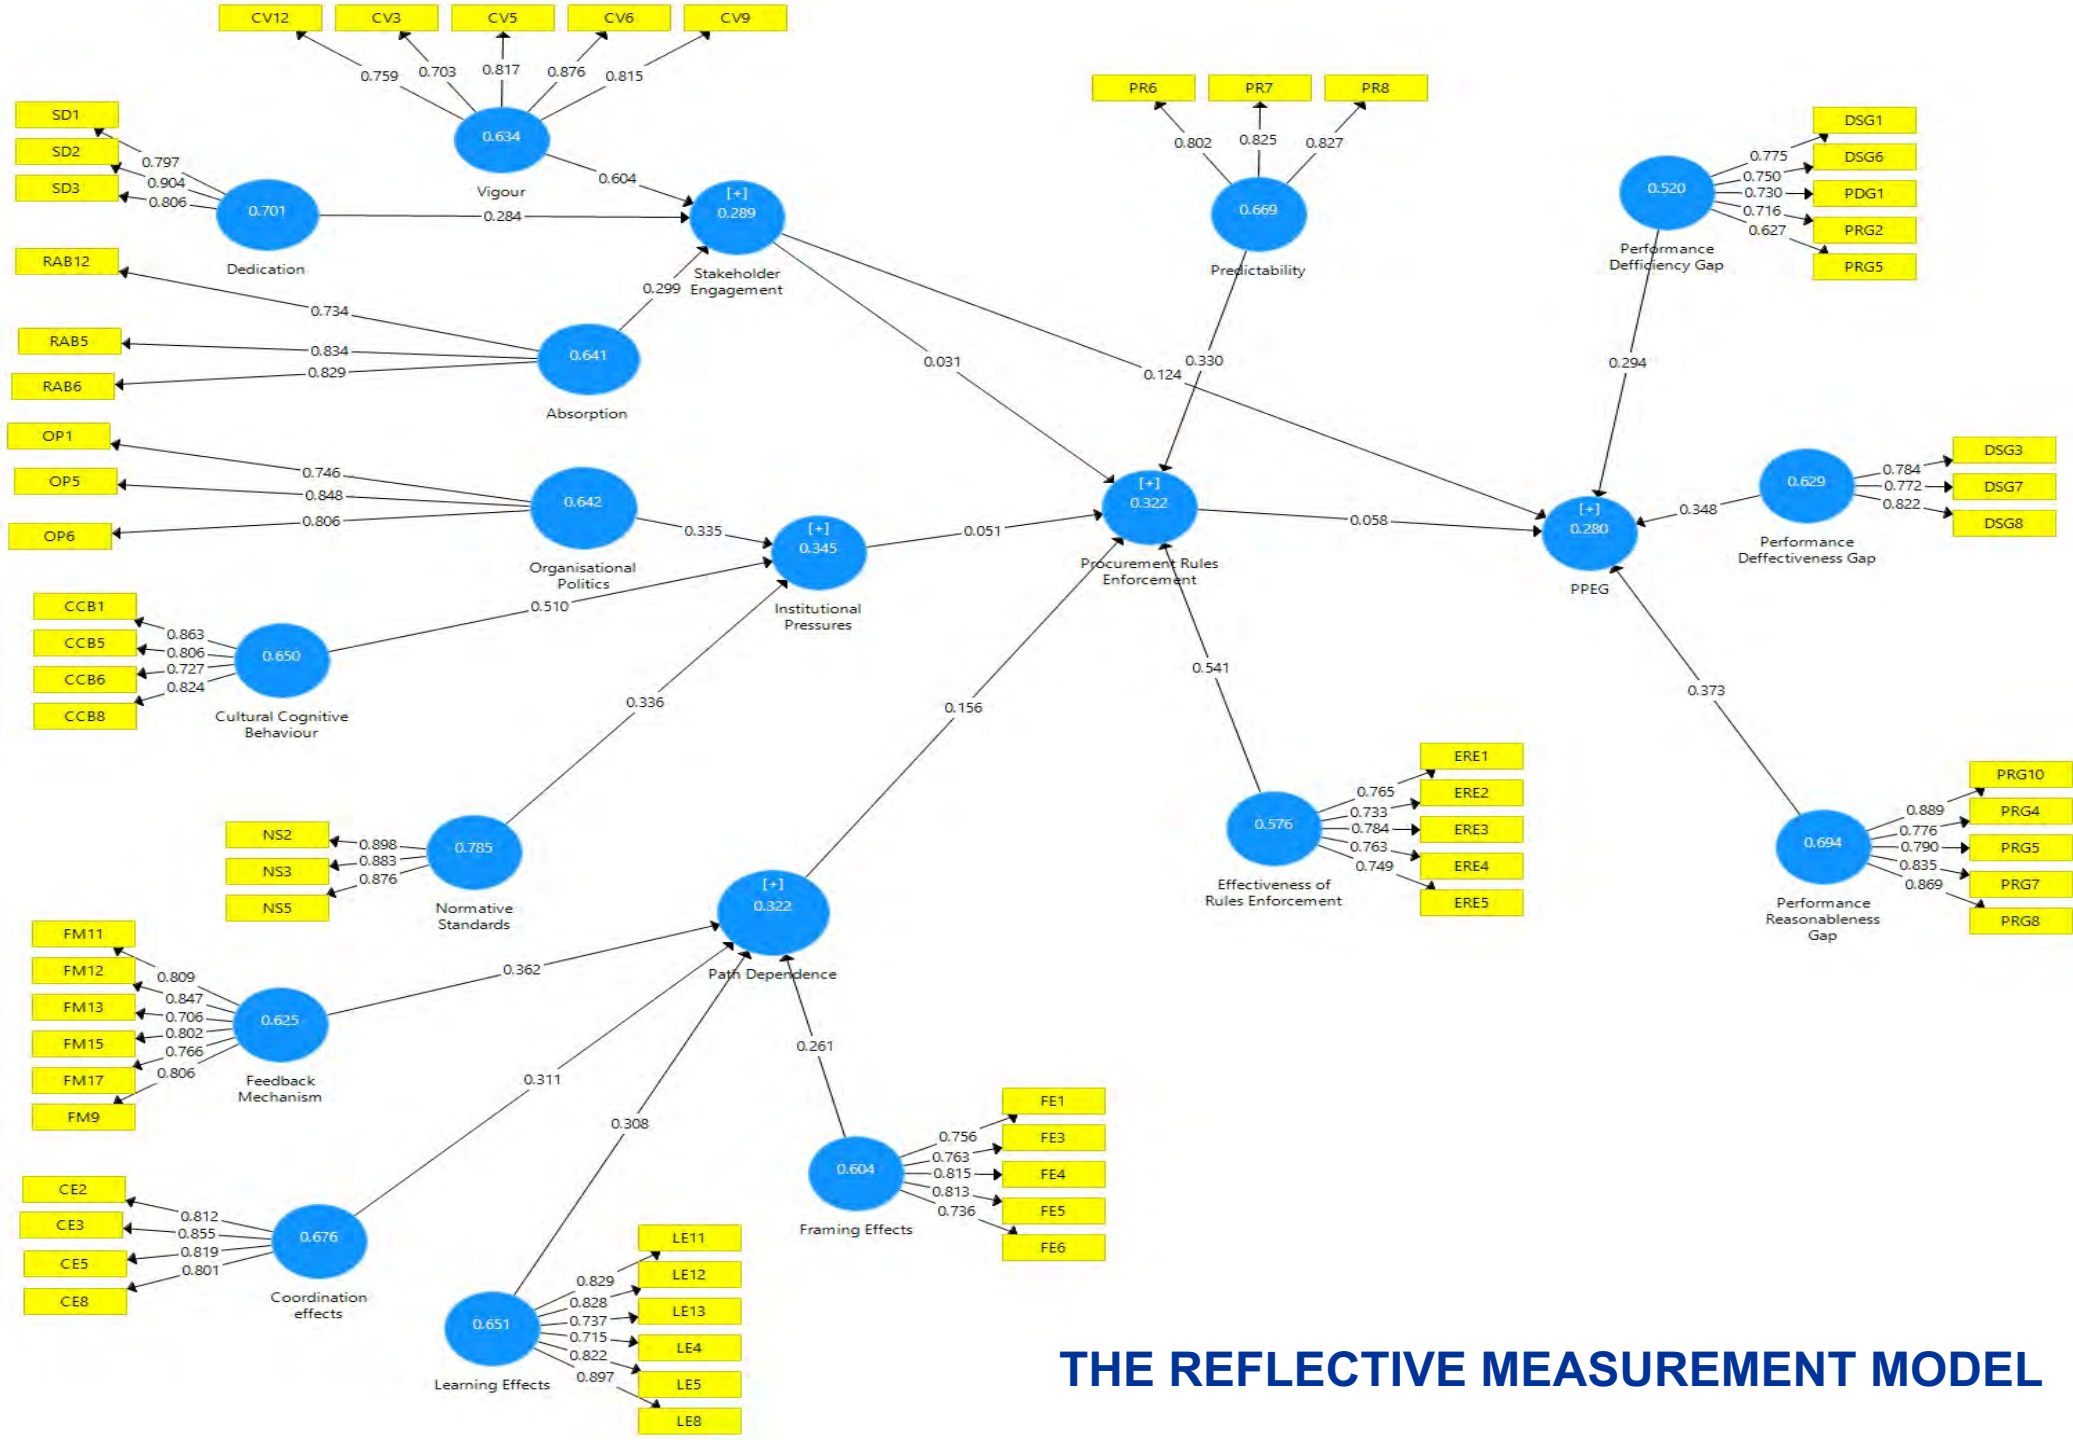 CV12
CV3
CV5
CV6
CV9
0.759
0.703
0.817
0.876
0.815
0.634
Vigour
0.604
SD1
SD2
SD3
0.797
0.904
0.806
0.701
Dedication
0.284
[+]
0.289
Stakeholder
Engagement
RAB12
RAB5
RAB6
0.734
0.834
0.829
0.641
Absorption
0.299
0.031
0.124
PR6
PR7
PR8
0.802
0.825
0.827
0.669
Predictability
0.330
DSG1
DSG6
PDG1
PRG2
PRG5
0.775
0.750
0.730
0.716
0.627
0.520
Performance
Defficiency Gap
0.294
OP1
OP5
OP6
0.746
0.848
0.806
0.642
Organisational
Politics
0.335
[+]
0.345
Institutional
Pressures
0.051
[+]
0.322
Procurement Rules
Enforcement
0.058
[+]
0.280
PPEG
0.348
0.629
Performance
Deffectiveness Gap
0.784
0.772
0.822
DSG3
DSG7
DSG8
CCB1
CCB5
CCB6
CCB8
0.863
0.806
0.727
0.824
0.650
Cultural Cognitive
Behaviour
0.510
0.336
0.156
0.541
0.373
NS2
NS3
NS5
0.898
0.883
0.876
0.785
Normative
Standards
[+]
0.322
Path Dependence
0.576
Effectiveness of
Rules Enforcement
0.765
0.733
0.784
0.763
0.749
ERE1
ERE2
ERE3
ERE4
ERE5
0.694
Performance
Reasonableness
Gap
0.889
0.776
0.790
0.835
0.869
PRG10
PRG4
PRG5
PRG7
PRG8
FM11
FM12
FM13
FM15
FM17
FM9
0.809
0.847
0.706
0.802
0.766
0.806
0.625
Feedback
Mechanism
0.362
0.311
0.308
0.261
CE2
CE3
CE5
CE8
0.812
0.855
0.819
0.801
0.676
Coordination
effects
0.651
Learning Effects
0.829
0.828
0.737
0.715
0.822
0.897
LE11
LE12
LE13
LE4
LE5
LE8
0.604
Framing Effects
0.756
0.763
0.815
0.813
0.736
FE1
FE3
FE4
FE5
FE6
THE REFLECTIVE MEASUREMENT MODEL